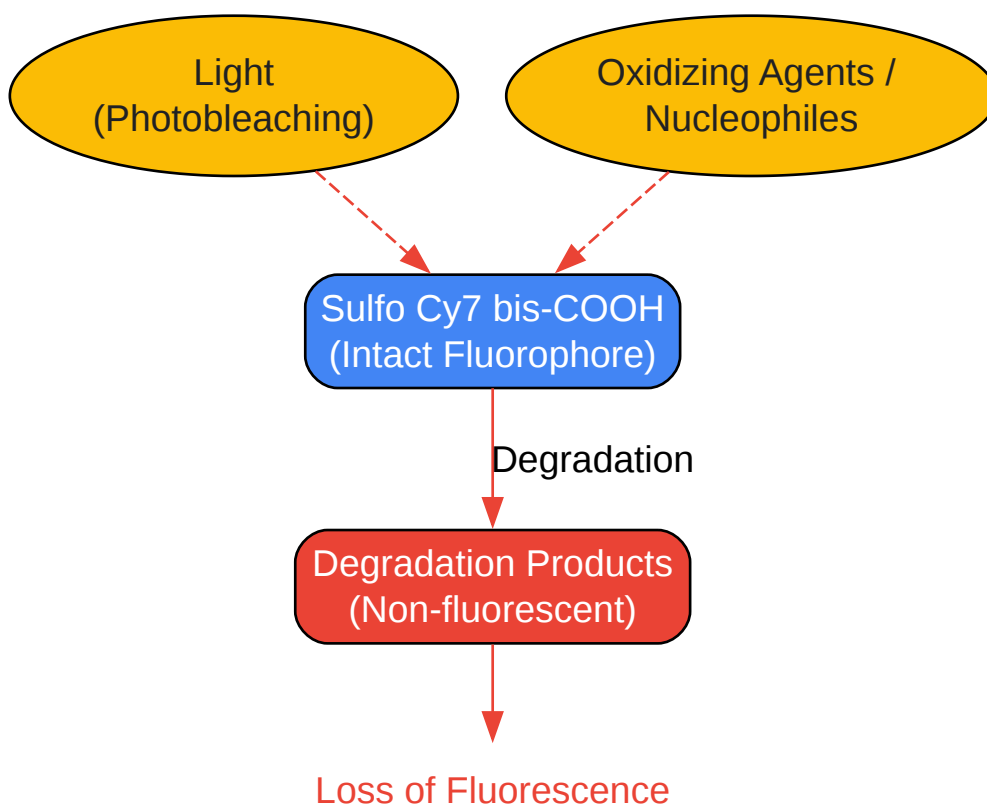 Light
(Photobleaching)
Oxidizing Agents /
Nucleophiles
Sulfo Cy7 bis-COOH
(Intact Fluorophore)
Degradation
Degradation Products
(Non-fluorescent)
Loss of Fluorescence